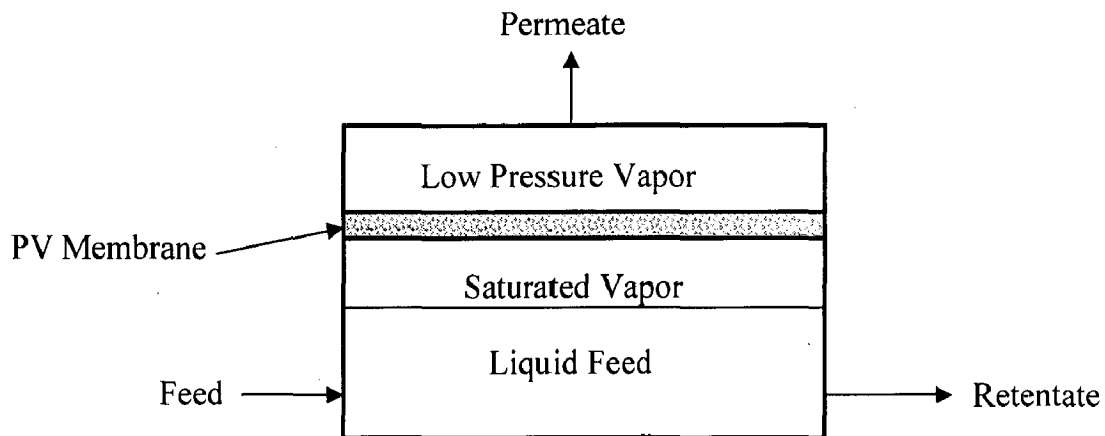 Permeate
Low Pressure Vapor
PV Membrane
Saturated Vapor
Liquid Feed
Feed
Retentate